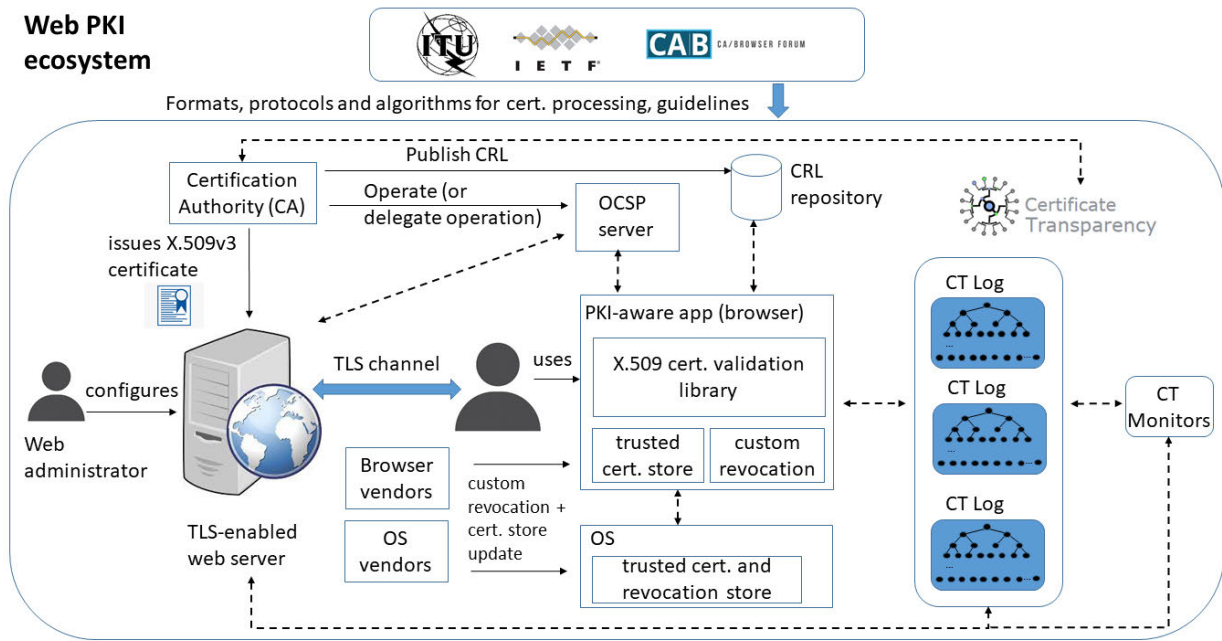 Web PKI
ecosystem
ITU
IETF®
CAB CA/BROWSER FORUM
Formats, protocols and algorithms for cert. processing, guidelines
Certification
Authority (CA)
Publish CRL
Operate (or
delegate operation)
OCSP
server
CRL
repository
Certificate
Transparency
issues X.509v3
certificate
Web
administrator
configures
TLS-enabled
web server
TLS channel
uses
PKI-aware app (browser)
X.509 cert. validation
library
trusted
cert. store
custom
revocation
Browser
vendors
OS
vendors
custom
revocation +
cert. store
update
OS
trusted cert. and
revocation store
CT Log
...
...
CT Log
...
...
CT Log
...
...
CT
Monitors